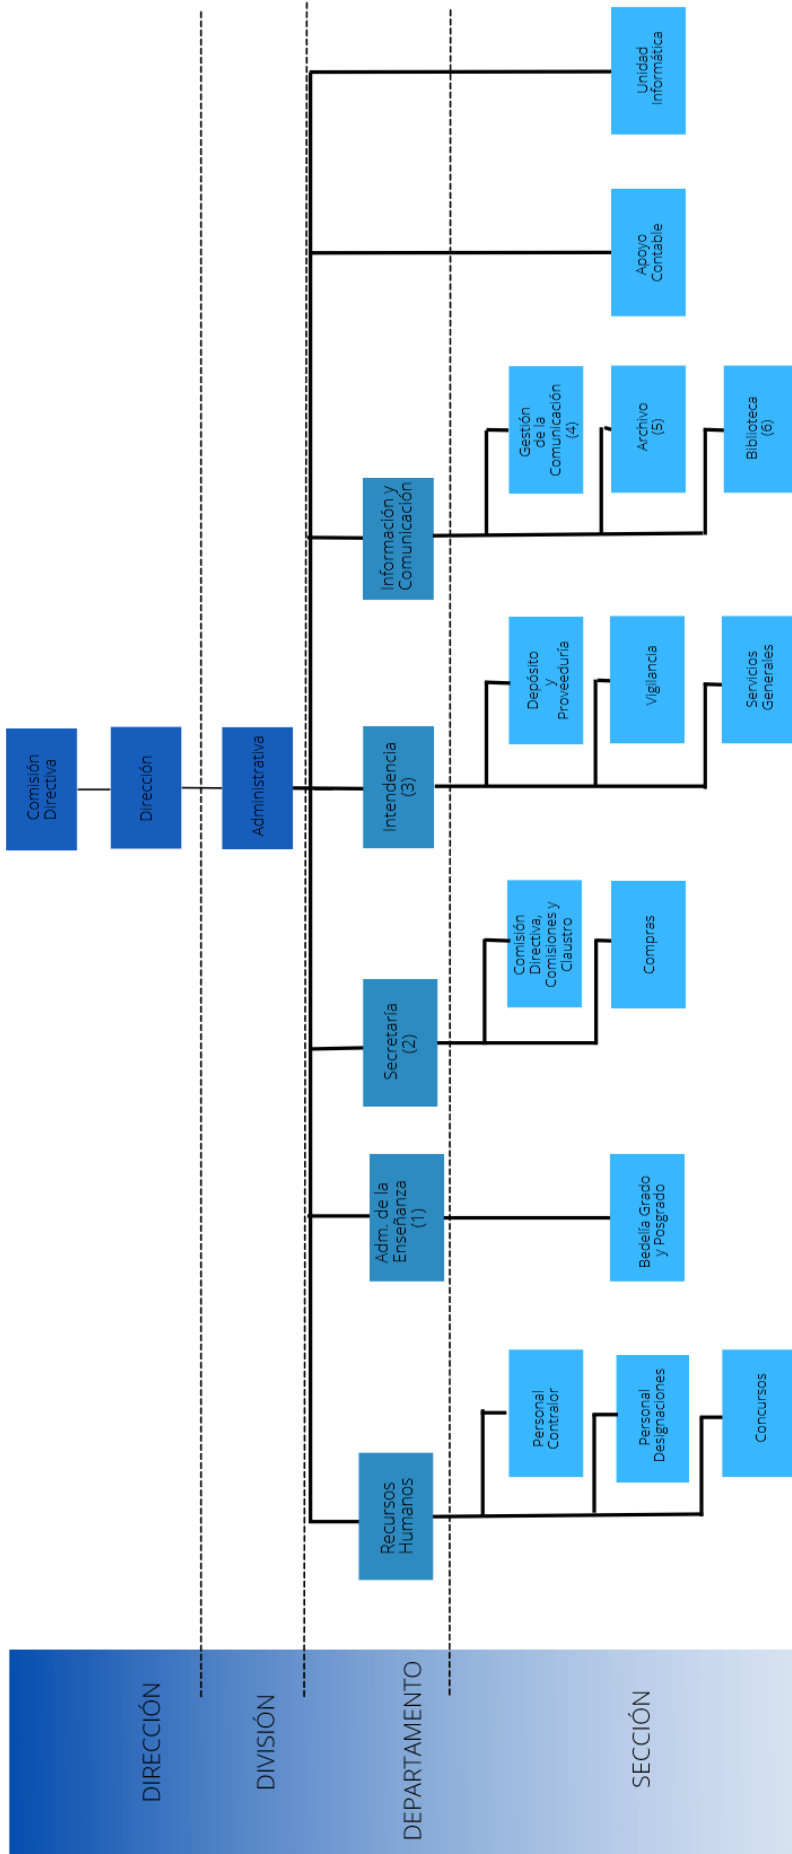 Comisión
Directiva
DIRECCIÓN
Dirección
DIVISIÓN
Administrativa
DEPARTAMENTO
Recursos
Humanos
Adm. de la
Enseñanza
(1)
Secretaría
(2)
Intendencia
(3)
Información y
Comunicación
SECCIÓN
Personal
Contralor
Personal
Designaciones
Concursos
Bedelía Grado
y Posgrado
Comisión
Directiva,
Comisiones y
Claustro
Compras
Depósito
y
Proveeduría
Vigilancia
Servicios
Generales
Gestión
de la
Comunicación
(4)
Archivo
(5)
Biblioteca
(6)
Apoyo
Contable
Unidad
Informática